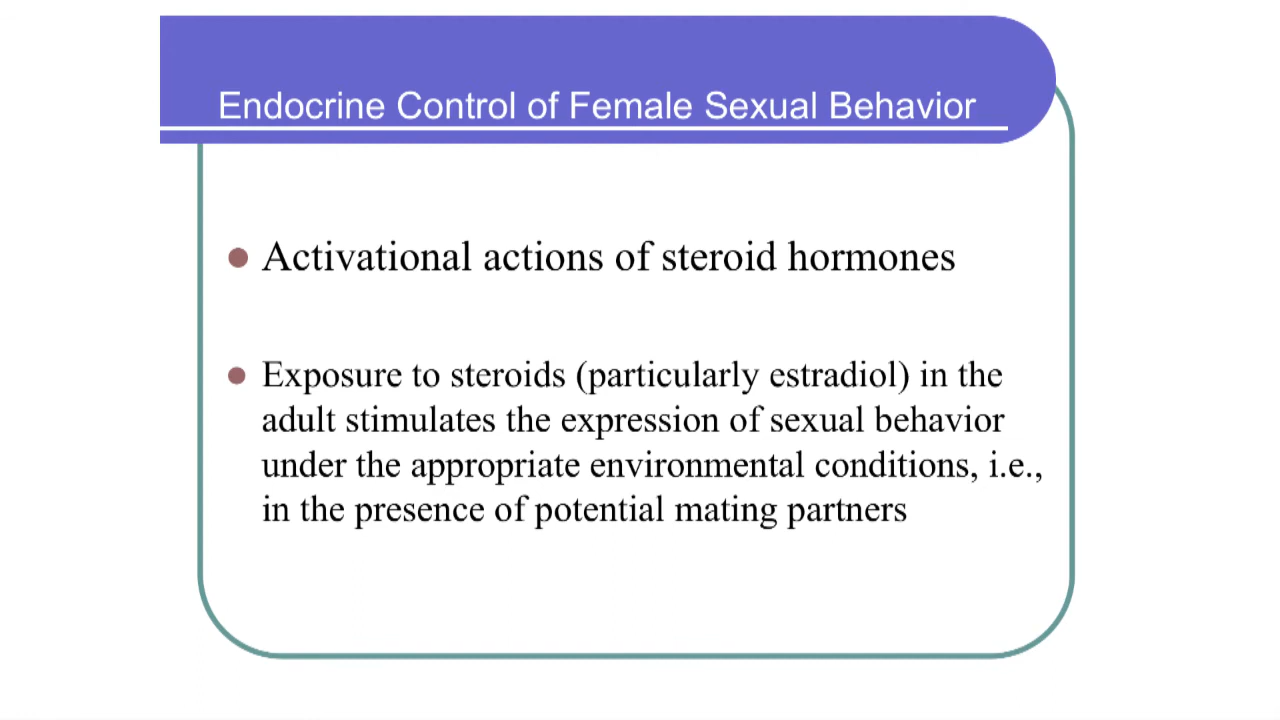 Endocrine Control of Female Sexual Behavior
Activational actions of steroid hormones
Exposure to steroids (particularly estradiol) in the
adult stimulates the expression of sexual behavior
under the appropriate environmental conditions, i.e.,
in the presence of potential mating partners